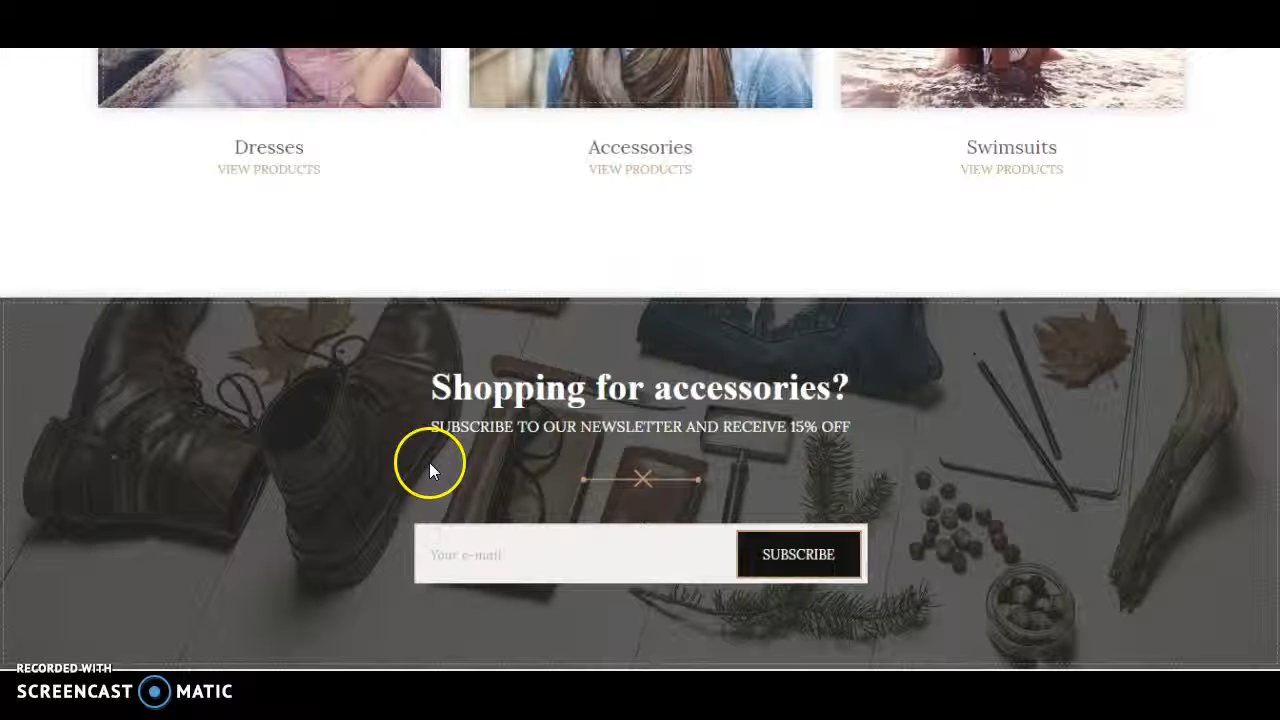 Dresses Accessories Swimsuits
VIEW PRODUCTS VIEW PRODUCTS VIEW PRODUCTS
Shopping for accessories?
SUBSCRIBE TO OUR NEWSLETTER AND RECEIVE 15% OFF
Your e-mail SUBSCRIBE
RECORDED WITH
SCREENCAST MATIC